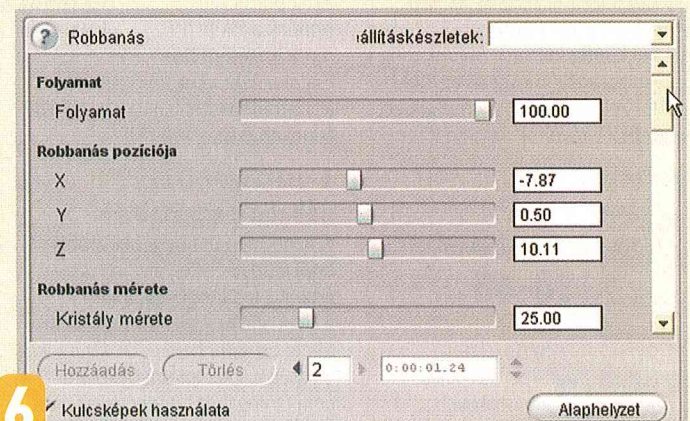 ? Robbanás állításkészletek:
Folyamat
Folyamat 100.00
Robbanás pozíciója
X -7.87
Y 0.50
Z 10.11
Robbanás mérete
Kristály mérete 25.00
Hozzáadás Törlés 2 0:00:01.24
6 Kulcsképek használata Alaphelyzet